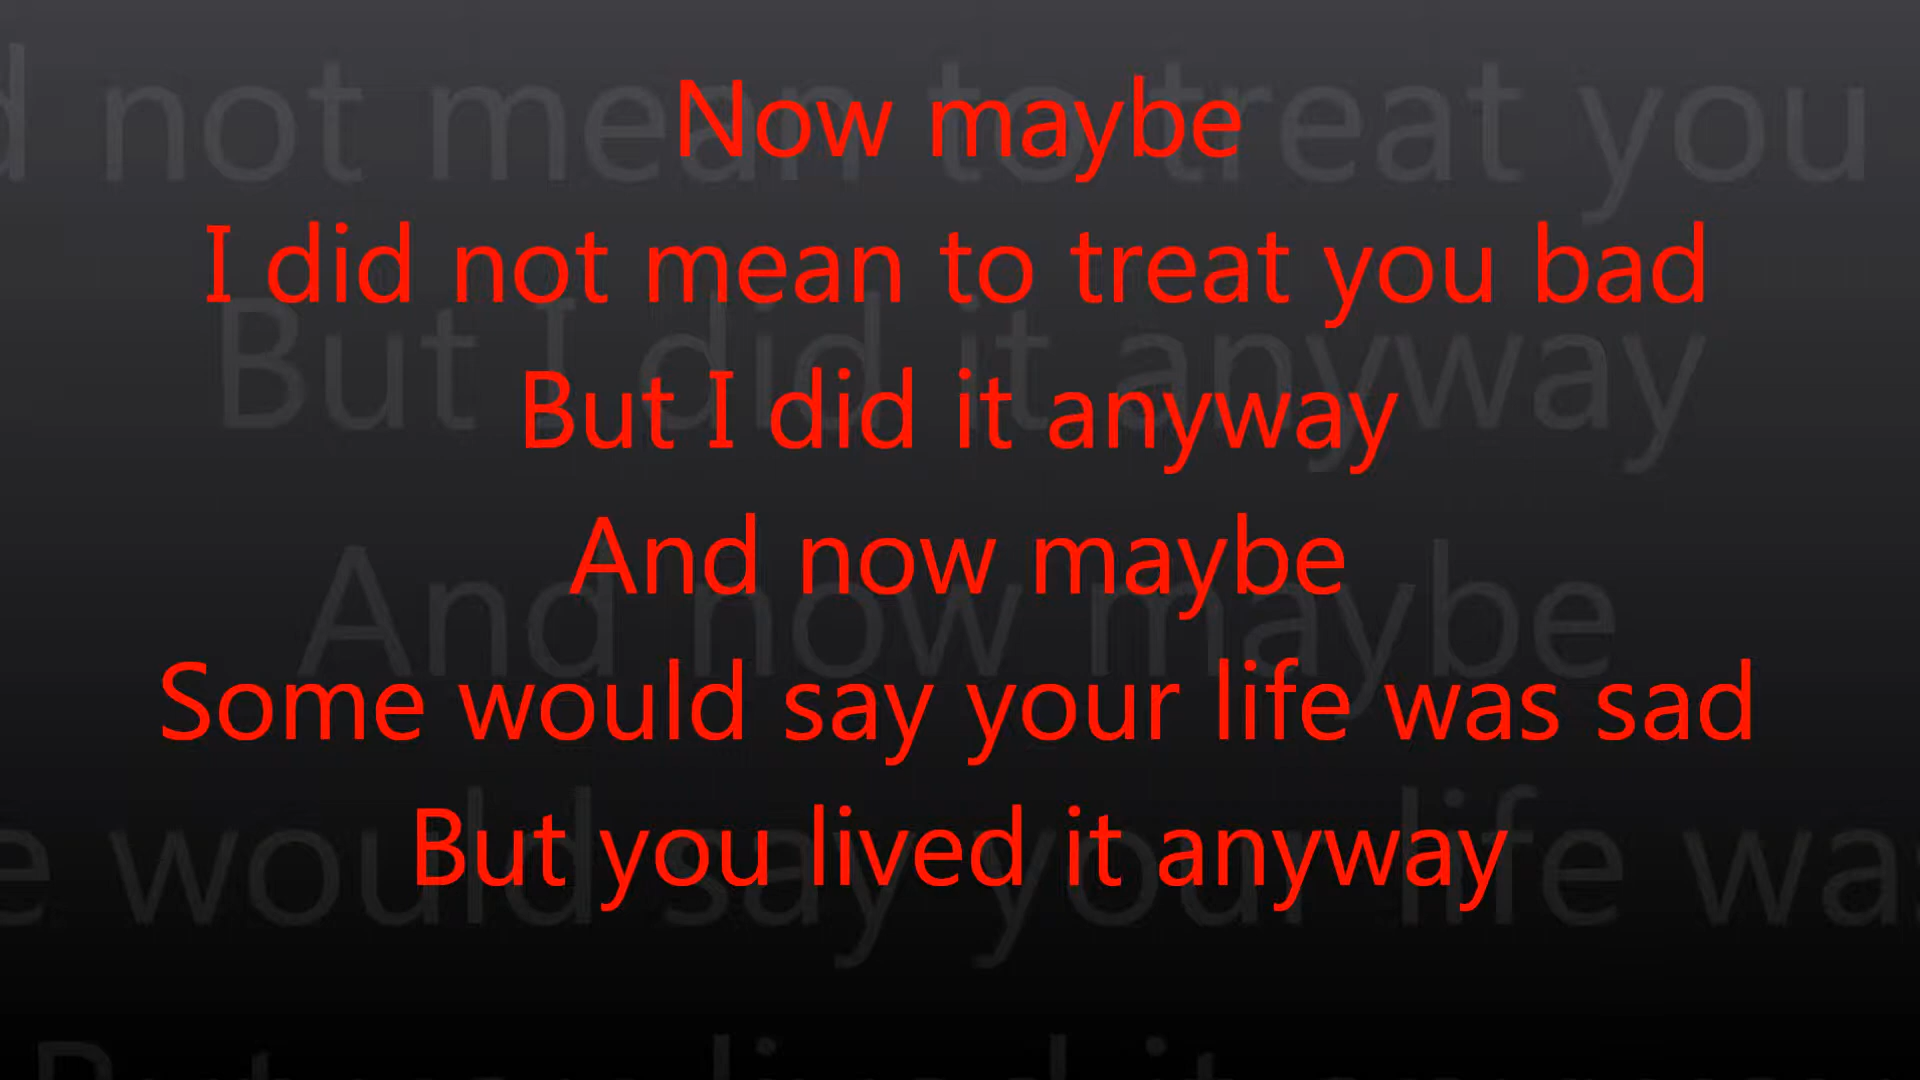 Now maybe
I did not mean to treat you bad
But I did it anyway
And now maybe
Some would say your life was sad
But you lived it anyway